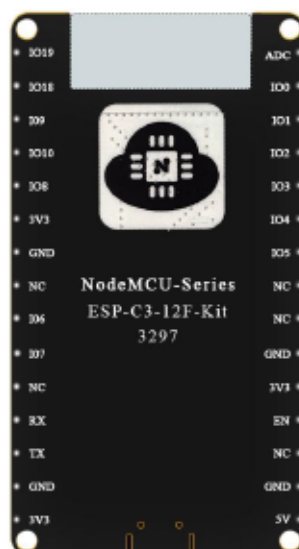 IO19 ADC
IO18 IO0
IO9 IO1
IO10 IO2
IO8 IO3
3V3 IO4
GND IO5
NC NC
NodeMCU-Series
ESP-C3-12F-Kit
IO6 NC
3297
IO7 GND
NC 3V3
RX EN
TX NC
GND GND
3V3 5V